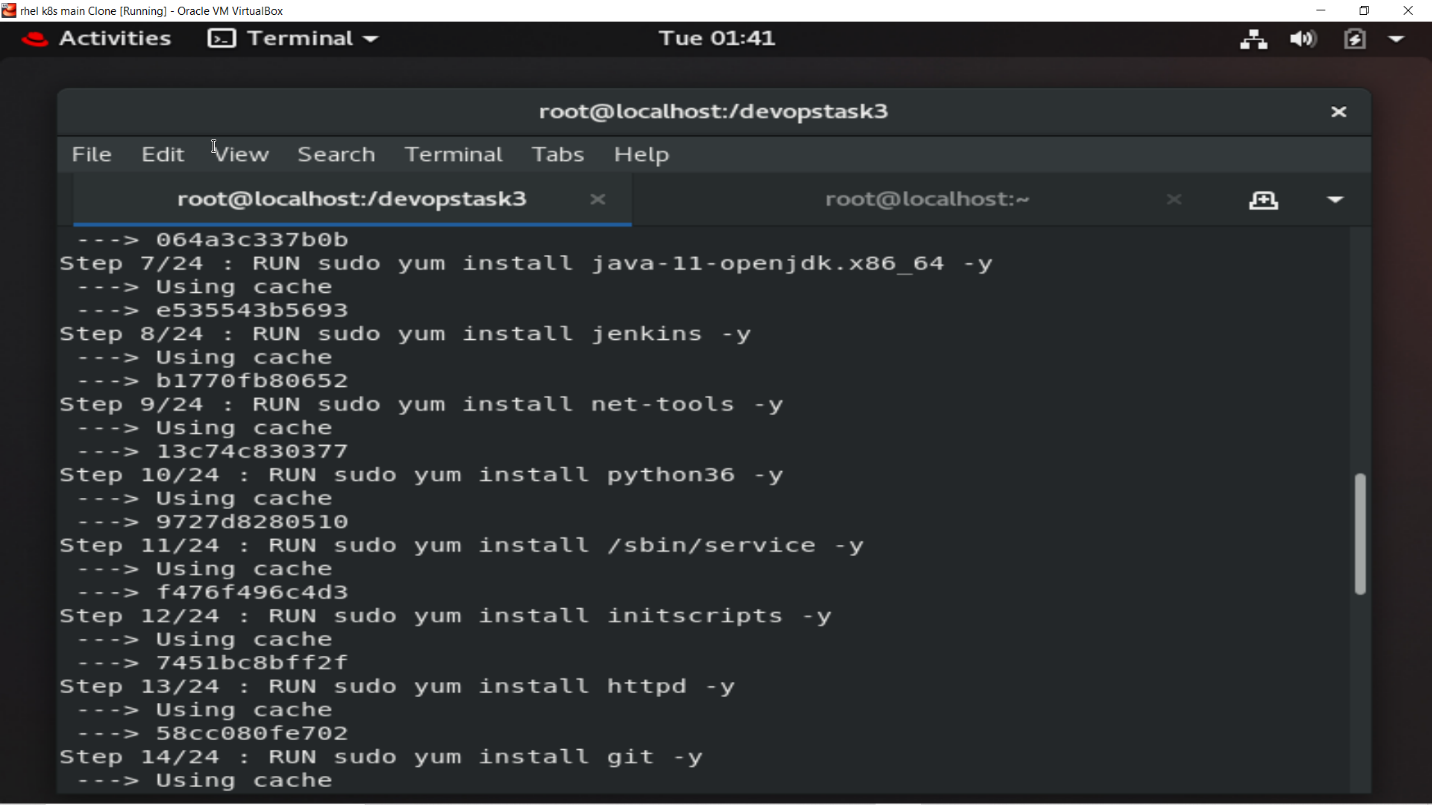 rhel k8s main Clone [Running] - Oracle VM VirtualBox
Activities Terminal Tue 01:41
root@localhost:/devopstask3
File Edit View Search Terminal Tabs Help
root@localhost:/devopstask3 root@localhost:~
---> 064a3c337b0b
Step 7/24 : RUN sudo yum install java-11-openjdk.x86_64 -y
---> Using cache
---> e535543b5693
Step 8/24 : RUN sudo yum install jenkins -y
---> Using cache
---> b1770fb80652
Step 9/24 : RUN sudo yum install net-tools -y
---> Using cache
---> 13c74c830377
Step 10/24 : RUN sudo yum install python36 -y
---> Using cache
---> 9727d8280510
Step 11/24 : RUN sudo yum install /sbin/service -y
---> Using cache
---> f476f496c4d3
Step 12/24 : RUN sudo yum install initscripts -y
---> Using cache
---> 7451bc8bff2f
Step 13/24 : RUN sudo yum install httpd -y
---> Using cache
---> 58cc080fe702
Step 14/24 : RUN sudo yum install git -y
---> Using cache